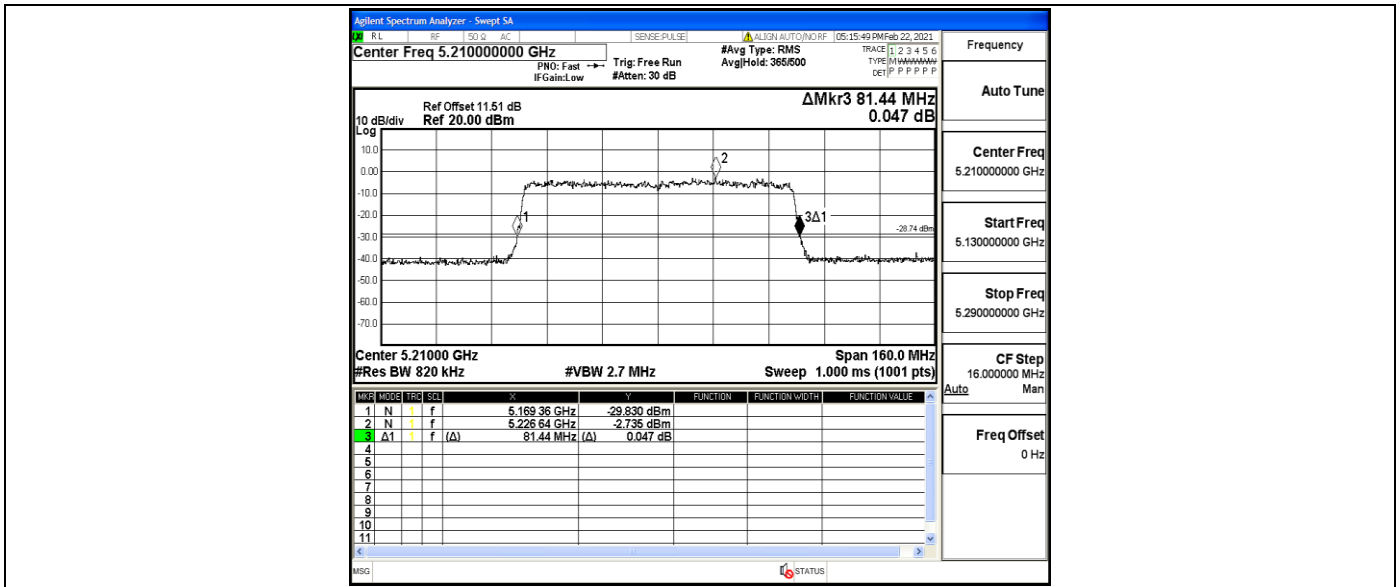 Agilent Spectrum Analyzer - Swept SA
RL RF 50 Ω AC SENSE:PULSE ALIGN AUTO/NO RF 05:15:49 PM Feb 22, 2021
Center Freq 5.210000000 GHz
PNO: Fast
IFGain:Low
Trig: Free Run
#Atten: 30 dB
#Avg Type: RMS
Avg|Hold: 365/500
TRACE 1 2 3 4 5 6
TYPE M WWWWW
DET P P P P P P
Frequency
Auto Tune
Center Freq
5.210000000 GHz
Start Freq
5.130000000 GHz
Stop Freq
5.290000000 GHz
CF Step
16.000000 MHz
Auto Man
Freq Offset
0 Hz
10 dB/div
Log
Ref Offset 11.51 dB
Ref 20.00 dBm
ΔMkr3 81.44 MHz
0.047 dB
10.0
0.00
-10.0
-20.0
-30.0
-40.0
-50.0
-60.0
-70.0
1
2
3Δ1
-28.74 dBm
Center 5.21000 GHz Span 160.0 MHz
#Res BW 820 kHz #VBW 2.7 MHz Sweep 1.000 ms (1001 pts)
MKR MODE TRC SCL X Y FUNCTION FUNCTION WIDTH FUNCTION VALUE
1 N 1 f 5.169 36 GHz -29.830 dBm
2 N 1 f 5.226 64 GHz -2.735 dBm
3 Δ1 1 f (Δ) 81.44 MHz (Δ) 0.047 dB
4
5
6
7
8
9
10
11
MSG STATUS